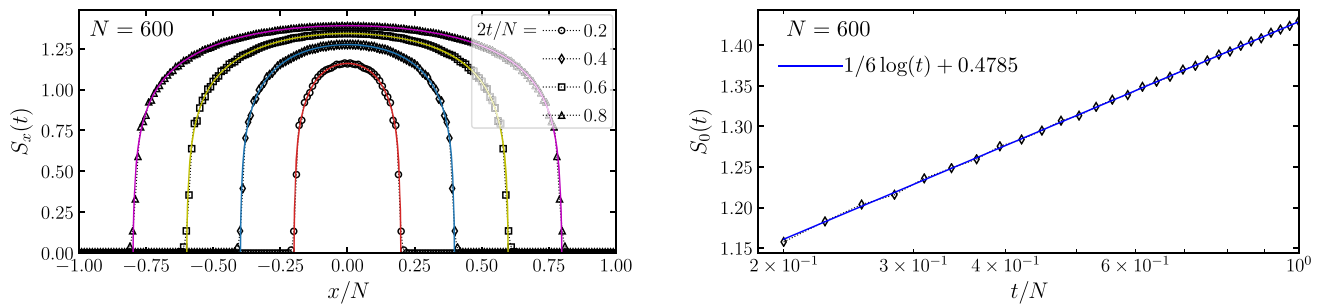 N = 600
2t/N =
0.2
0.4
0.6
0.8
S_x(t)
1.25
1.00
0.75
0.50
0.25
0.00
−1.00 −0.75 −0.50 −0.25 0.00 0.25 0.50 0.75 1.00
x/N
N = 600
1/6 log(t) + 0.4785
S_0(t)
1.40
1.35
1.30
1.25
1.20
1.15
2 × 10⁻¹ 3 × 10⁻¹ 4 × 10⁻¹ 6 × 10⁻¹ 10⁰
t/N